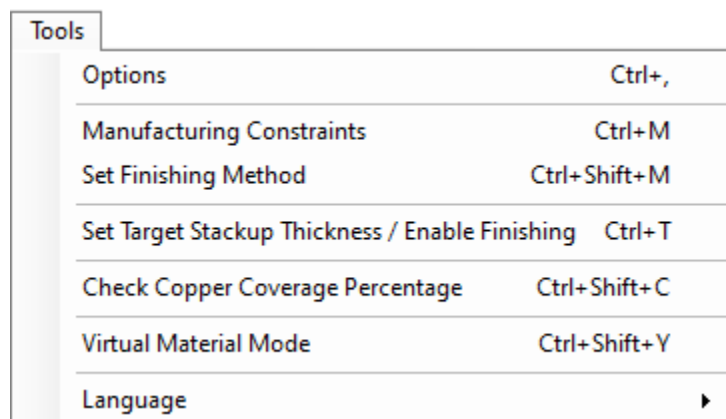 Tools
Options Ctrl+,
Manufacturing Constraints Ctrl+M
Set Finishing Method Ctrl+Shift+M
Set Target Stackup Thickness / Enable Finishing Ctrl+T
Check Copper Coverage Percentage Ctrl+Shift+C
Virtual Material Mode Ctrl+Shift+Y
Language